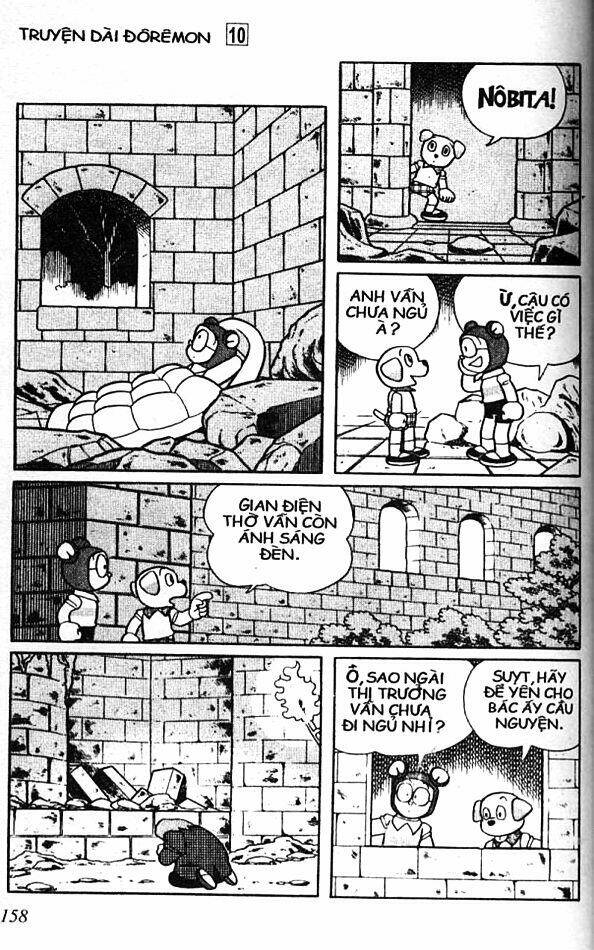 TRUYỆN DÀI ĐÔRÊMON 10
NÔBITA!
ANH VẪN
CHƯA NGỦ
À?
Ừ, CẬU CÓ
VIỆC GÌ
THẾ?
GIAN ĐIỆN
THỜ VẪN CÒN
ÁNH SÁNG
ĐÈN.
Ô, SAO NGÀI
THỊ TRƯỞNG
VẪN CHƯA
ĐI NGỦ NHỈ?
SUỴT, HÃY
ĐỂ YÊN CHO
BÁC ẤY CẦU
NGUYỆN.
158